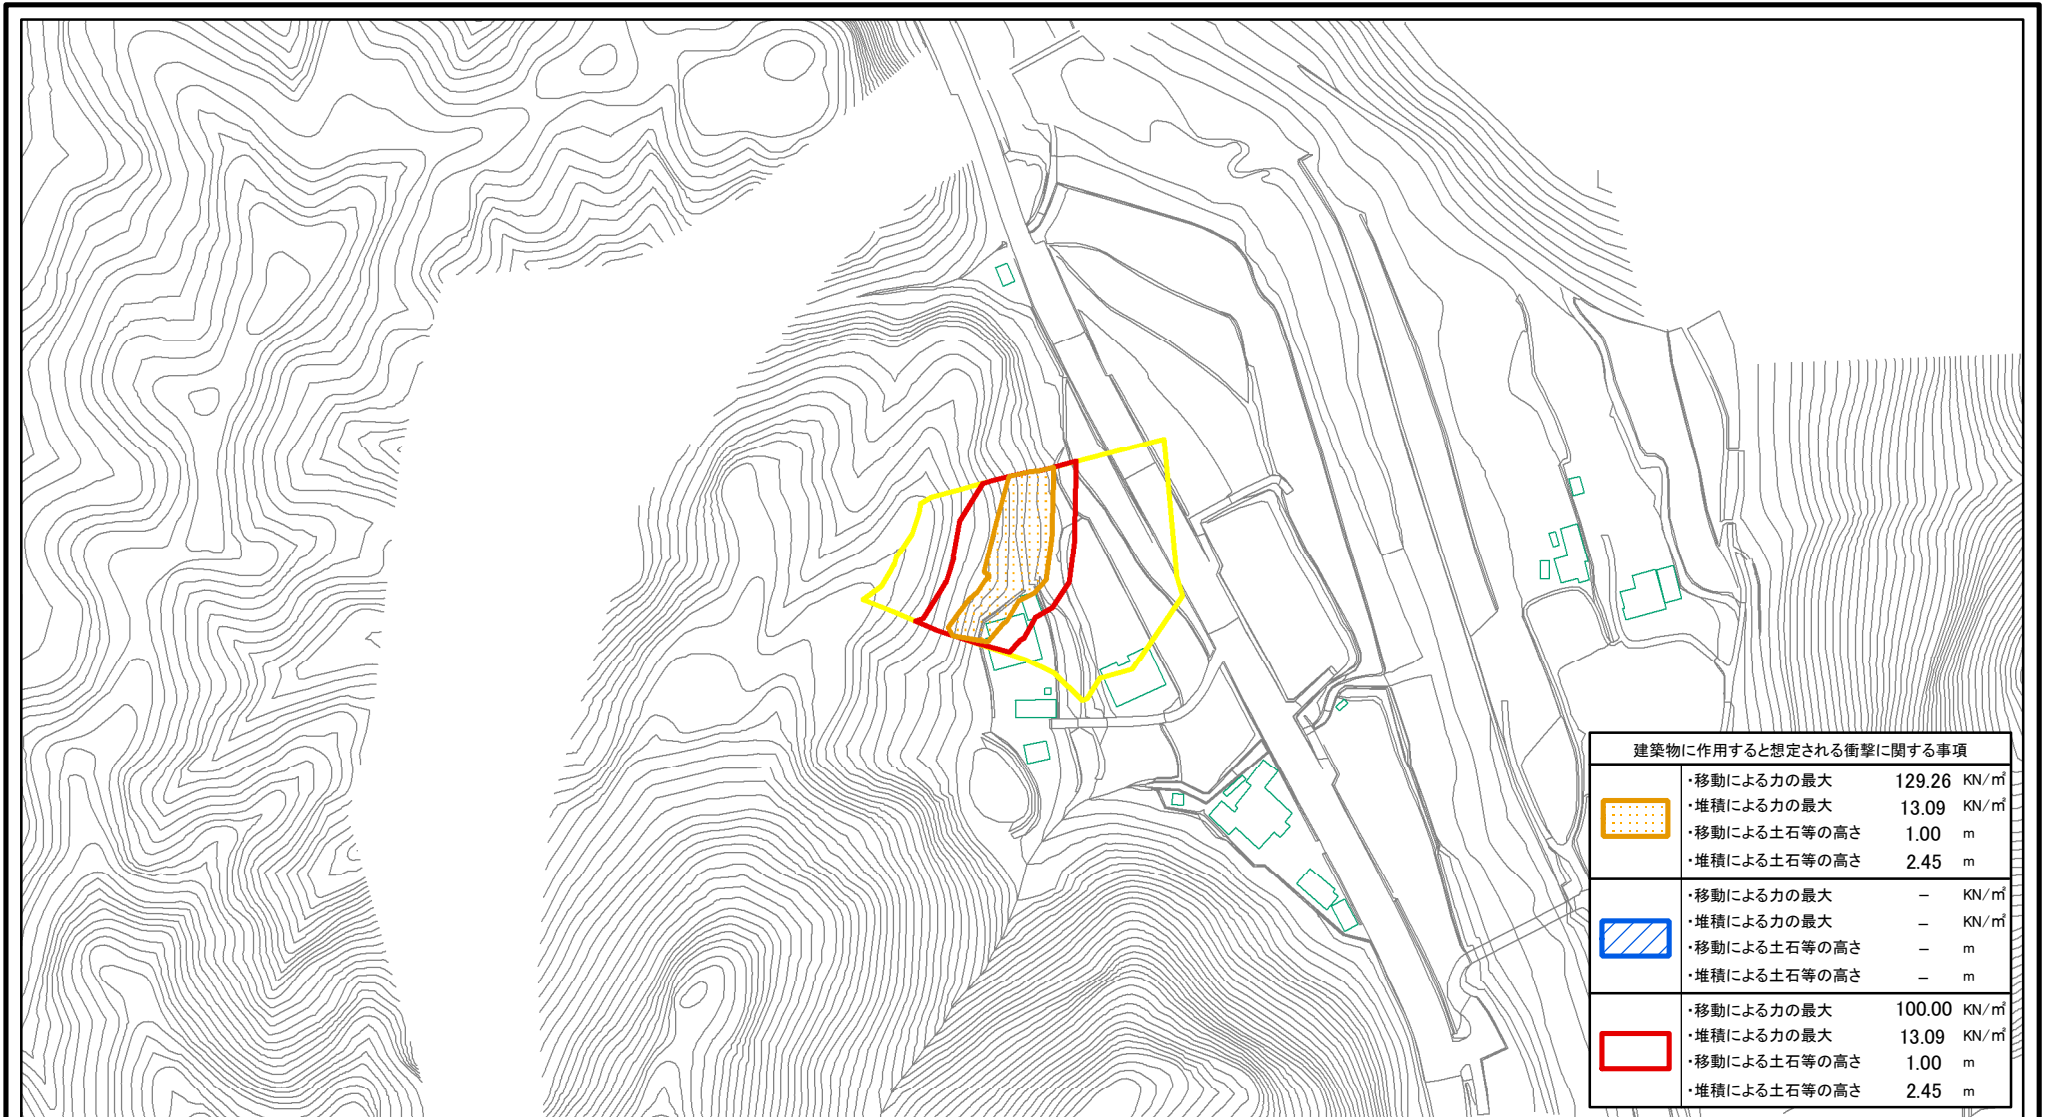 建築物に作用すると想定される衝撃に関する事項
・移動による力の最大 129.26 KN/㎡
・堆積による力の最大 13.09 KN/㎡
・移動による土石等の高さ 1.00 m
・堆積による土石等の高さ 2.45 m
・移動による力の最大 － KN/㎡
・堆積による力の最大 － KN/㎡
・移動による土石等の高さ － m
・堆積による土石等の高さ － m
・移動による力の最大 100.00 KN/㎡
・堆積による力の最大 13.09 KN/㎡
・移動による土石等の高さ 1.00 m
・堆積による土石等の高さ 2.45 m